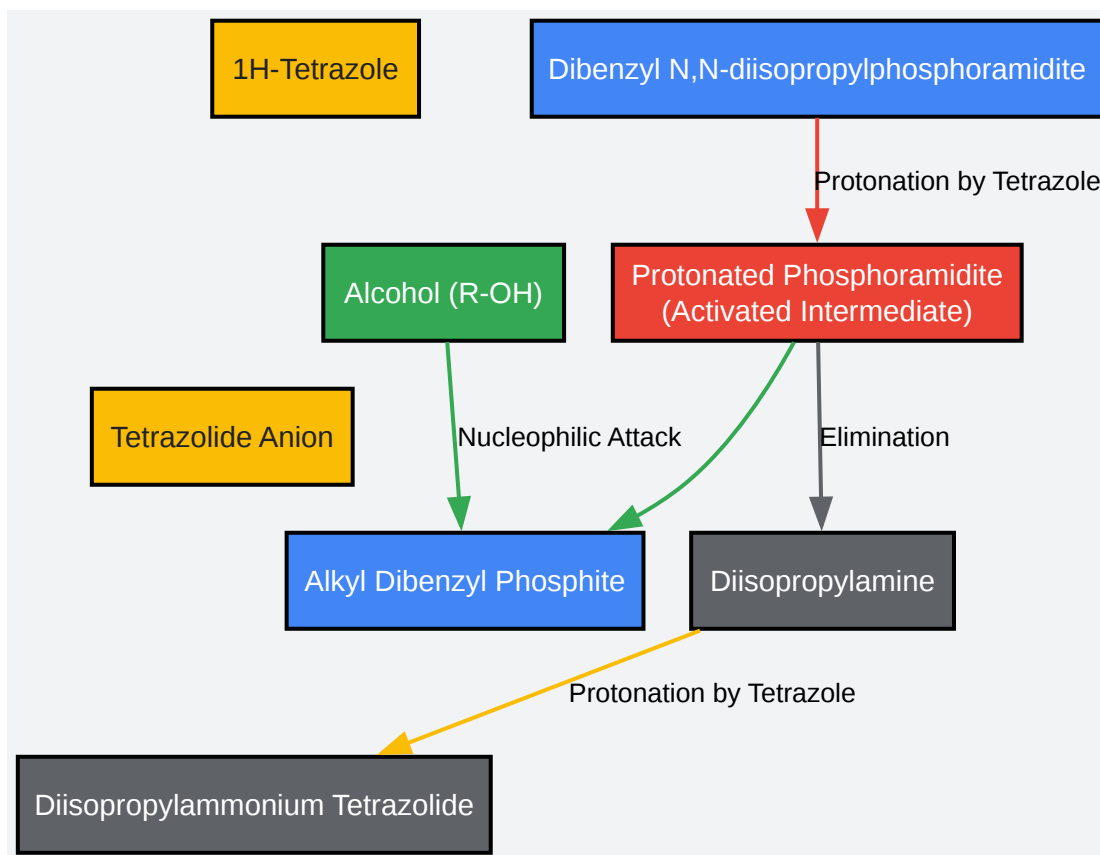 1H-Tetrazole
Dibenzyl N,N-diisopropylphosphoramidite
Protonation by Tetrazole
Alcohol (R-OH)
Protonated Phosphoramidite
(Activated Intermediate)
Tetrazolide Anion
Nucleophilic Attack
Elimination
Alkyl Dibenzyl Phosphite
Diisopropylamine
Protonation by Tetrazole
Diisopropylammonium Tetrazolide